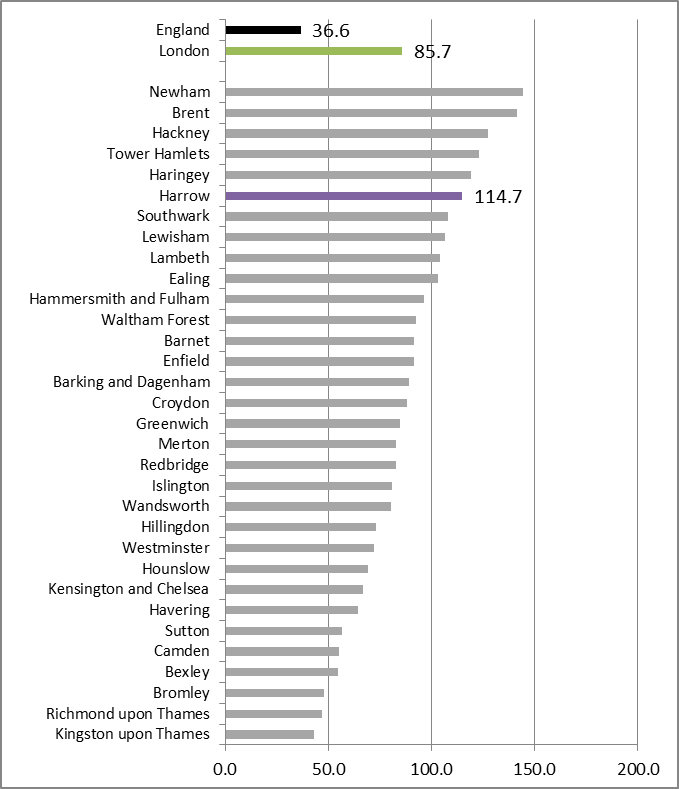 England 36.6
London 85.7
Newham
Brent
Hackney
Tower Hamlets
Haringey
Harrow 114.7
Southwark
Lewisham
Lambeth
Ealing
Hammersmith and Fulham
Waltham Forest
Barnet
Enfield
Barking and Dagenham
Croydon
Greenwich
Merton
Redbridge
Islington
Wandsworth
Hillingdon
Westminster
Hounslow
Kensington and Chelsea
Havering
Sutton
Camden
Bexley
Bromley
Richmond upon Thames
Kingston upon Thames
0.0 50.0 100.0 150.0 200.0